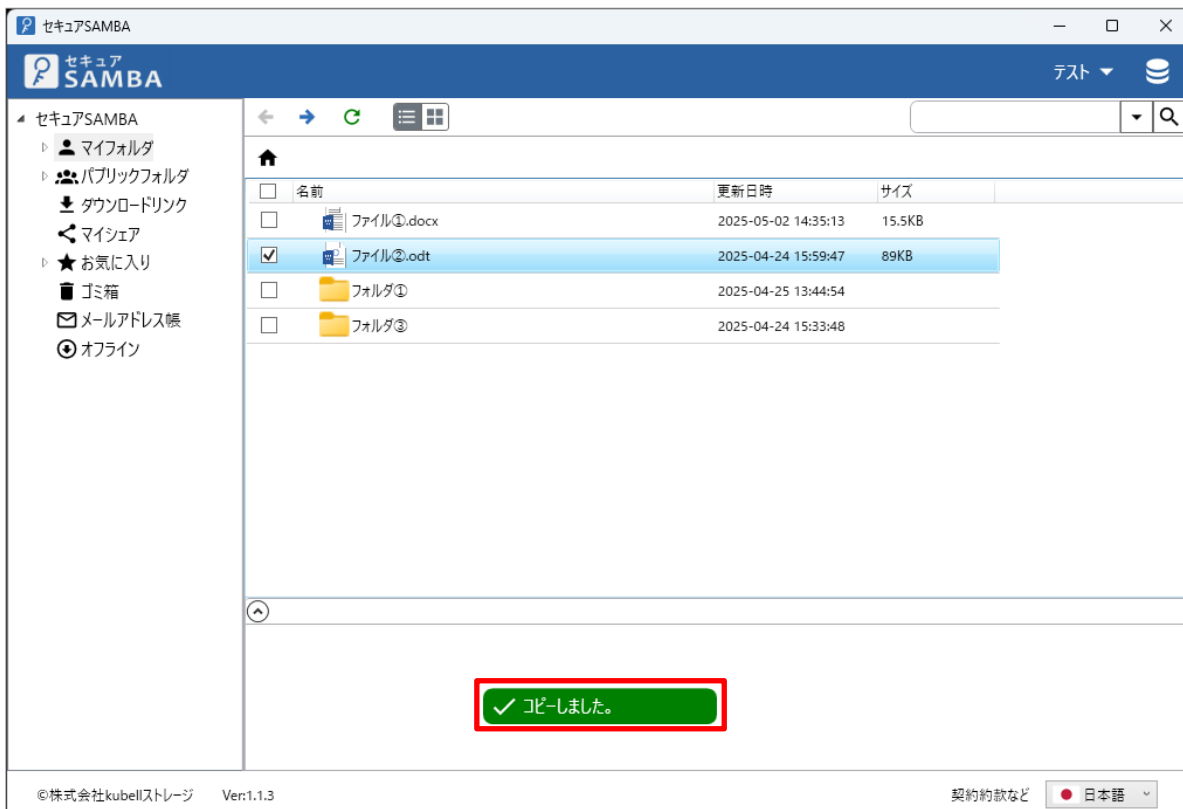 セキュアSAMBA
セキュア
SAMBA
テスト
セキュアSAMBA
マイフォルダ
パブリックフォルダ
ダウンロードリンク
マイシェア
お気に入り
ゴミ箱
メールアドレス帳
オフライン
名前 更新日時 サイズ
ファイル①.docx 2025-05-02 14:35:13 15.5KB
ファイル②.odt 2025-04-24 15:59:47 89KB
フォルダ① 2025-04-25 13:44:54
フォルダ③ 2025-04-24 15:33:48
コピーしました。
©株式会社kubellストレージ Ver:1.1.3 契約約款など 日本語